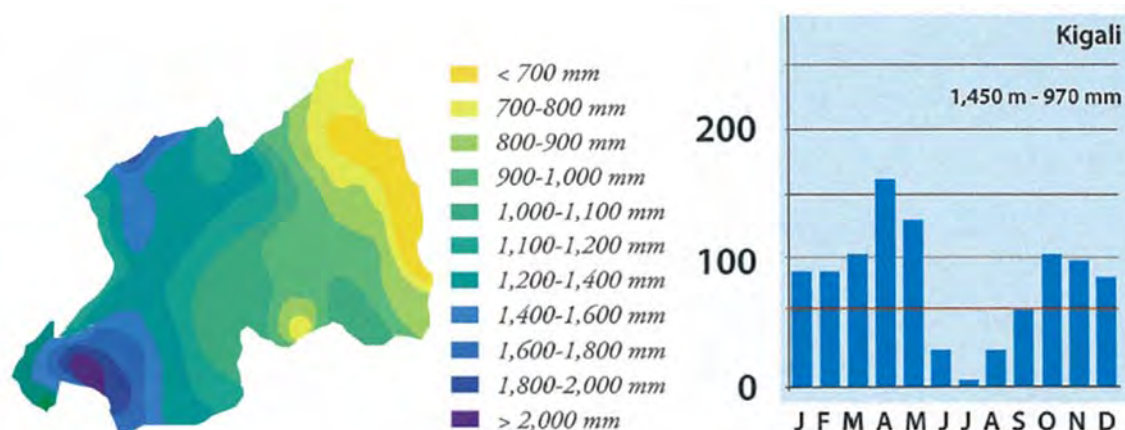 < 700 mm
700-800 mm
800-900 mm
900-1,000 mm
1,000-1,100 mm
1,100-1,200 mm
1,200-1,400 mm
1,400-1,600 mm
1,600-1,800 mm
1,800-2,000 mm
> 2,000 mm
Kigali
1,450 m - 970 mm
200
100
0
J F M A M J J A S O N D